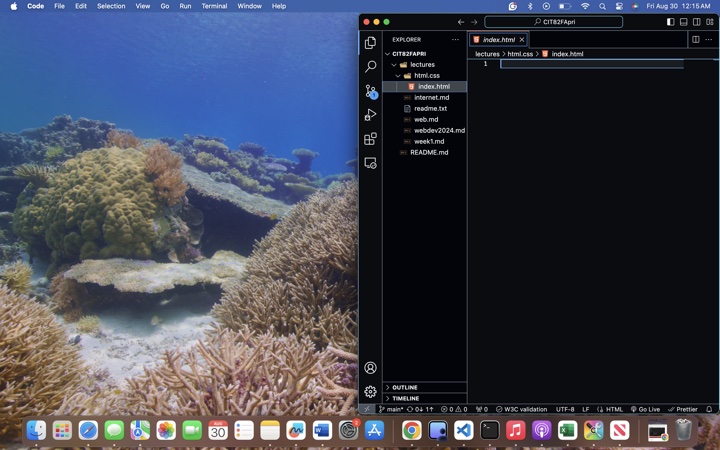 Code File Edit Selection View Go Run Terminal Window Help
Fri Aug 30 12:15 AM
CIT82FApri
EXPLORER
index.html
CIT82FAPRI
lectures
html.css
index.html
internet.md
readme.txt
web.md
webdev2024.md
week1.md
README.md
lectures > html.css > index.html
1
OUTLINE
TIMELINE
main* 0↓ 1↑ 0 0 0 W3C validation UTF-8 LF HTML Go Live Prettier
AUG
30